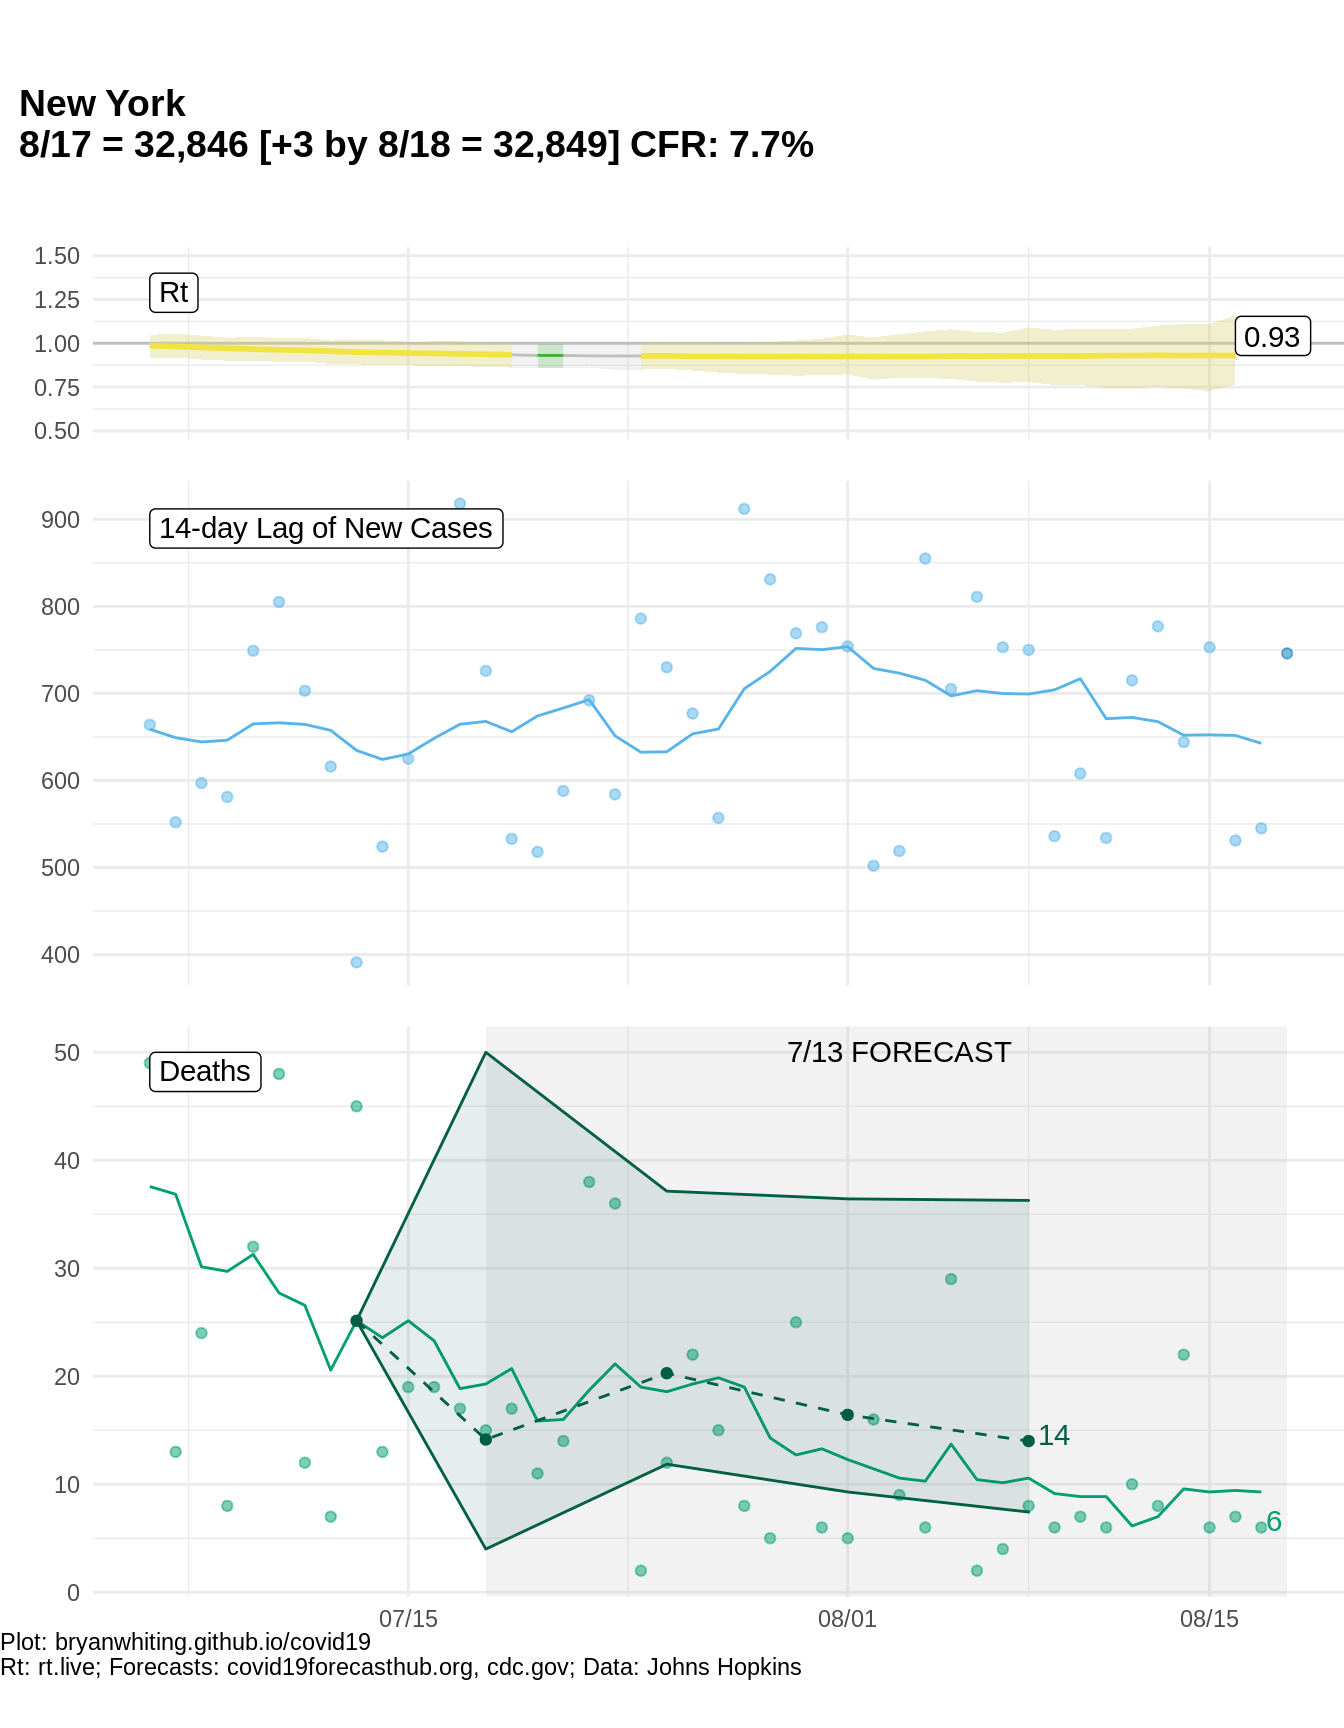 New York
8/17 = 32,846 [+3 by 8/18 = 32,849] CFR: 7.7%
1.50
1.25
1.00
0.75
0.50
Rt
0.93
900
800
700
600
500
400
14-day Lag of New Cases
50
40
30
20
10
0
Deaths
7/13 FORECAST
14
6
07/15
08/01
08/15
Plot: bryanwhiting.github.io/covid19
Rt: rt.live; Forecasts: covid19forecasthub.org, cdc.gov; Data: Johns Hopkins